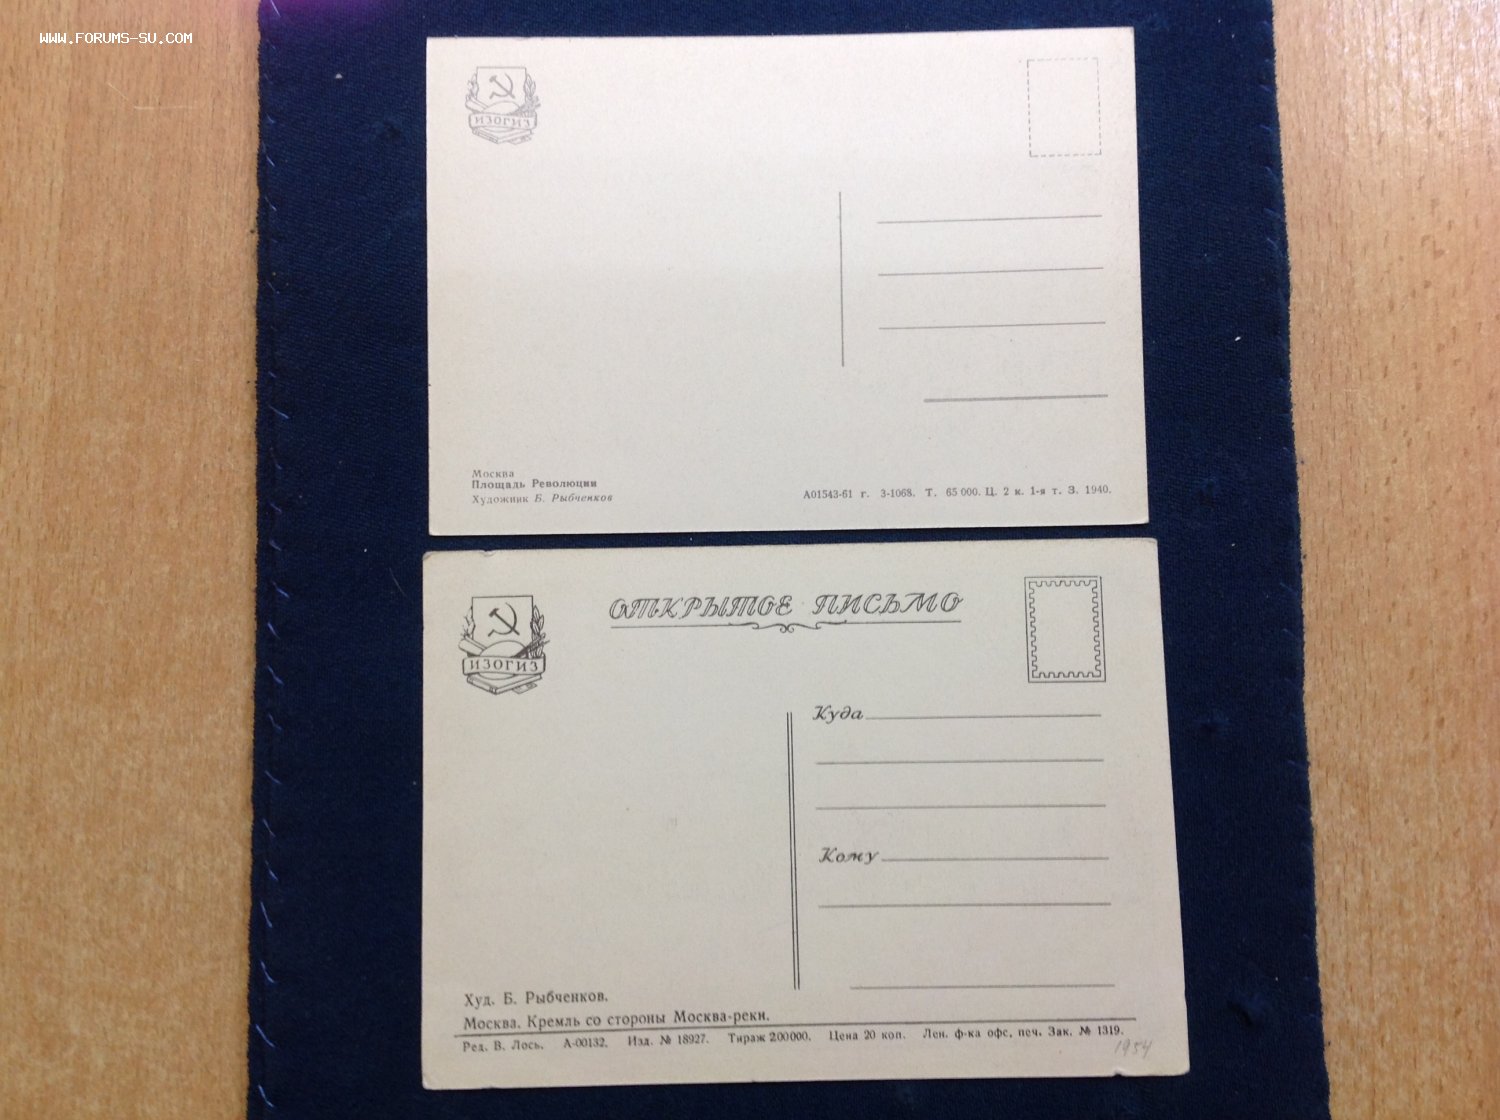 WWW.FORUMS-SU.COM
ИЗОГИЗ
Москва
Площадь Революции
Художник Б. Рыбченков
А01543-61 г. 3-1068. Т. 65 000. Ц. 2 к. 1-я т. З. 1940.
ОТКРЫТОЕ ПИСЬМО
ИЗОГИЗ
Куда
Кому
Худ. Б. Рыбченков.
Москва. Кремль со стороны Москва-реки.
Ред. В. Лось. А-00132. Изд. № 18927. Тираж 200000. Цена 20 коп. Лен. ф-ка офс. печ. Зак. № 1319.
1954